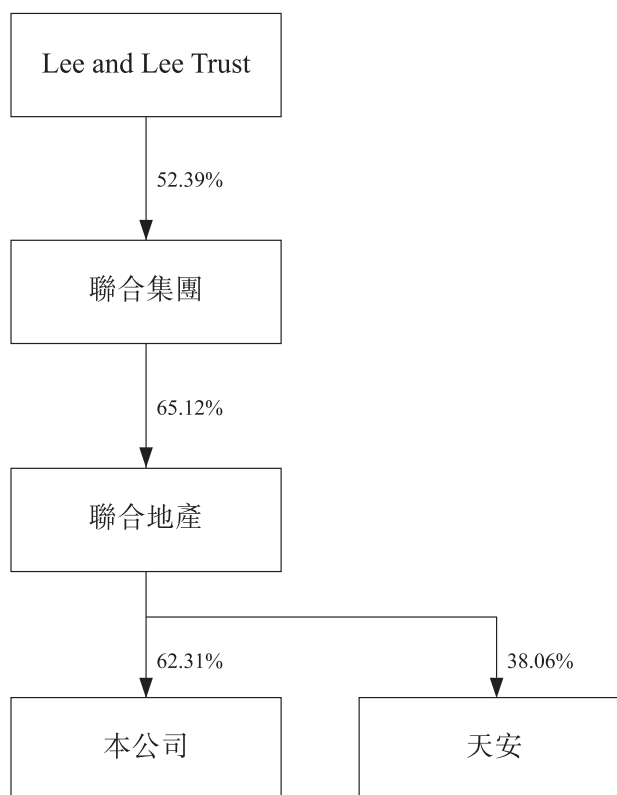 Lee and Lee Trust
52.39%
聯合集團
65.12%
聯合地產
62.31%
38.06%
本公司
天安